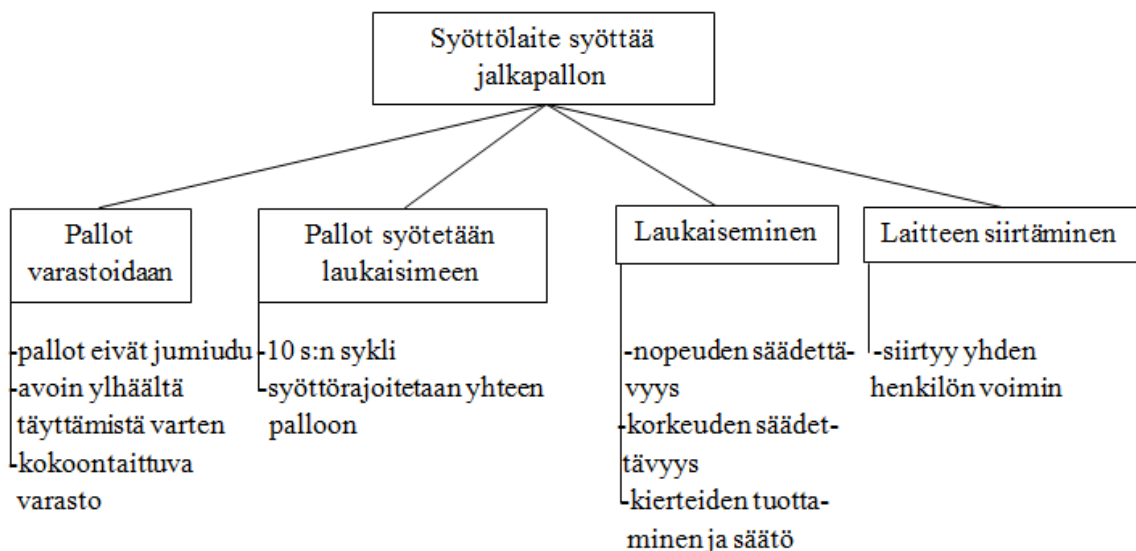 Syöttölaite syöttää
jalkapallon
Pallot
varastoidaan
Pallot syötetään
laukaisimeen
Laukaiseminen
Laitteen siirtäminen
-pallot eivät jumiudu
-avoin ylhäältä
täyttämistä varten
-kokoontaittuva
varasto
-10 s:n sykli
-syöttörajoitetaan yhteen
palloon
-nopeuden säädettä-
vyys
-korkeuden säädet-
tävyys
-kierteiden tuotta-
minen ja säätö
-siirtyy yhden
henkilön voimin